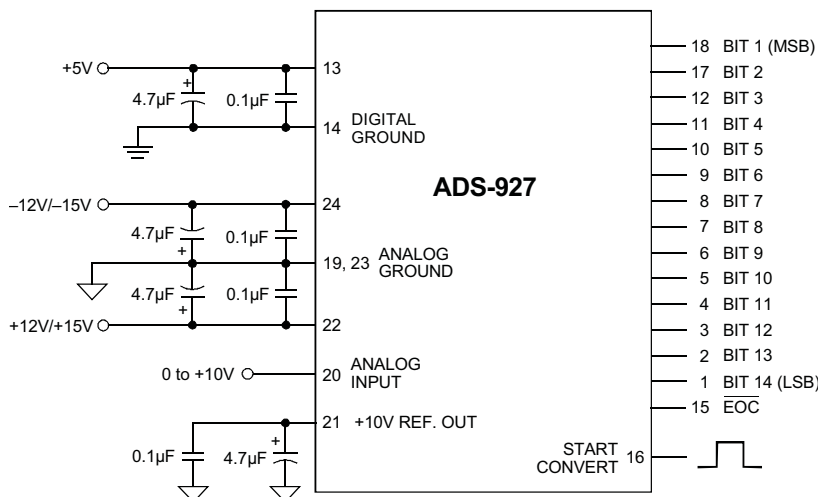 +5V
4.7µF
+
0.1µF
13
14 DIGITAL
GROUND
–12V/–15V
24
4.7µF
+
0.1µF
19, 23 ANALOG
GROUND
4.7µF
+
0.1µF
+12V/+15V
22
0 to +10V
20 ANALOG
INPUT
21 +10V REF. OUT
0.1µF
+
4.7µF
ADS-927
18 BIT 1 (MSB)
17 BIT 2
12 BIT 3
11 BIT 4
10 BIT 5
9 BIT 6
8 BIT 7
7 BIT 8
6 BIT 9
5 BIT 10
4 BIT 11
3 BIT 12
2 BIT 13
1 BIT 14 (LSB)
15 EOC
START
CONVERT 16